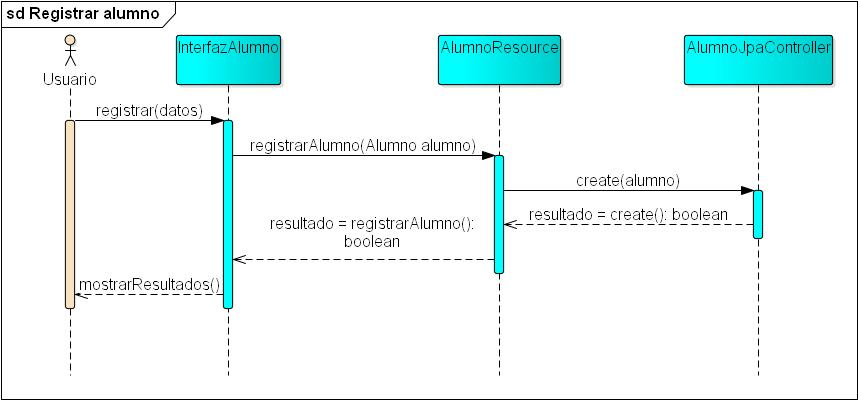 sd Registrar alumno
InterfazAlumno
AlumnoResource
AlumnoJpaController
Usuario
registrar(datos)
registrarAlumno(Alumno alumno)
create(alumno)
resultado = create(): boolean
resultado = registrarAlumno():
boolean
mostrarResultados()